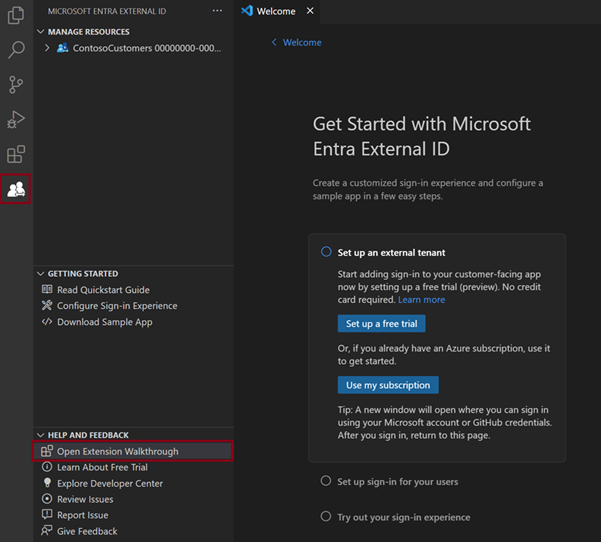 MICROSOFT ENTRA EXTERNAL ID ...
MANAGE RESOURCES
ContosoCustomers 00000000-000...
GETTING STARTED
Read Quickstart Guide
Configure Sign-in Experience
Download Sample App
HELP AND FEEDBACK
Open Extension Walkthrough
Learn About Free Trial
Explore Developer Center
Review Issues
Report Issue
Give Feedback
Welcome
Welcome
Get Started with Microsoft
Entra External ID
Create a customized sign-in experience and configure a
sample app in a few easy steps.
Set up an external tenant
Start adding sign-in to your customer-facing app
now by setting up a free trial (preview). No credit
card required. Learn more
Set up a free trial
Or, if you already have an Azure subscription, use it
to get started.
Use my subscription
Tip: A new window will open where you can sign in
using your Microsoft account or GitHub credentials.
After you sign in, return to this page.
Set up sign-in for your users
Try out your sign-in experience